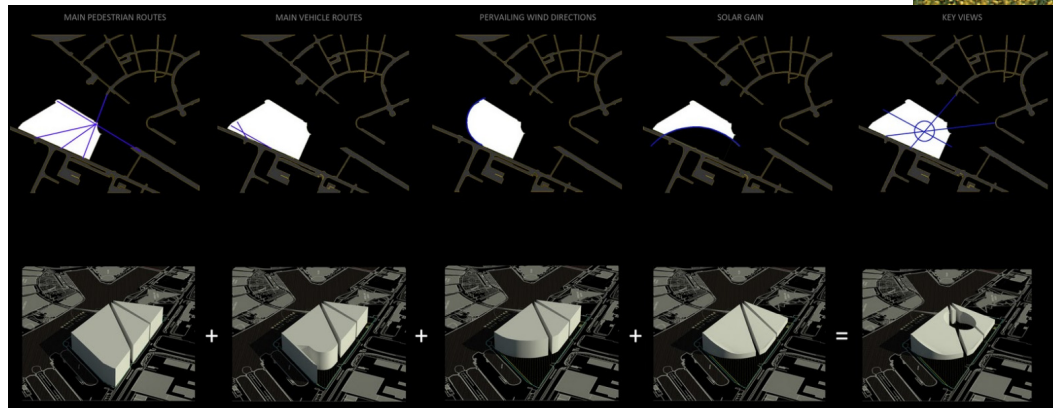 MAIN PEDESTRIAN ROUTES
MAIN VEHICLE ROUTES
PERVAILING WIND DIRECTIONS
SOLAR GAIN
KEY VIEWS
+ + + =